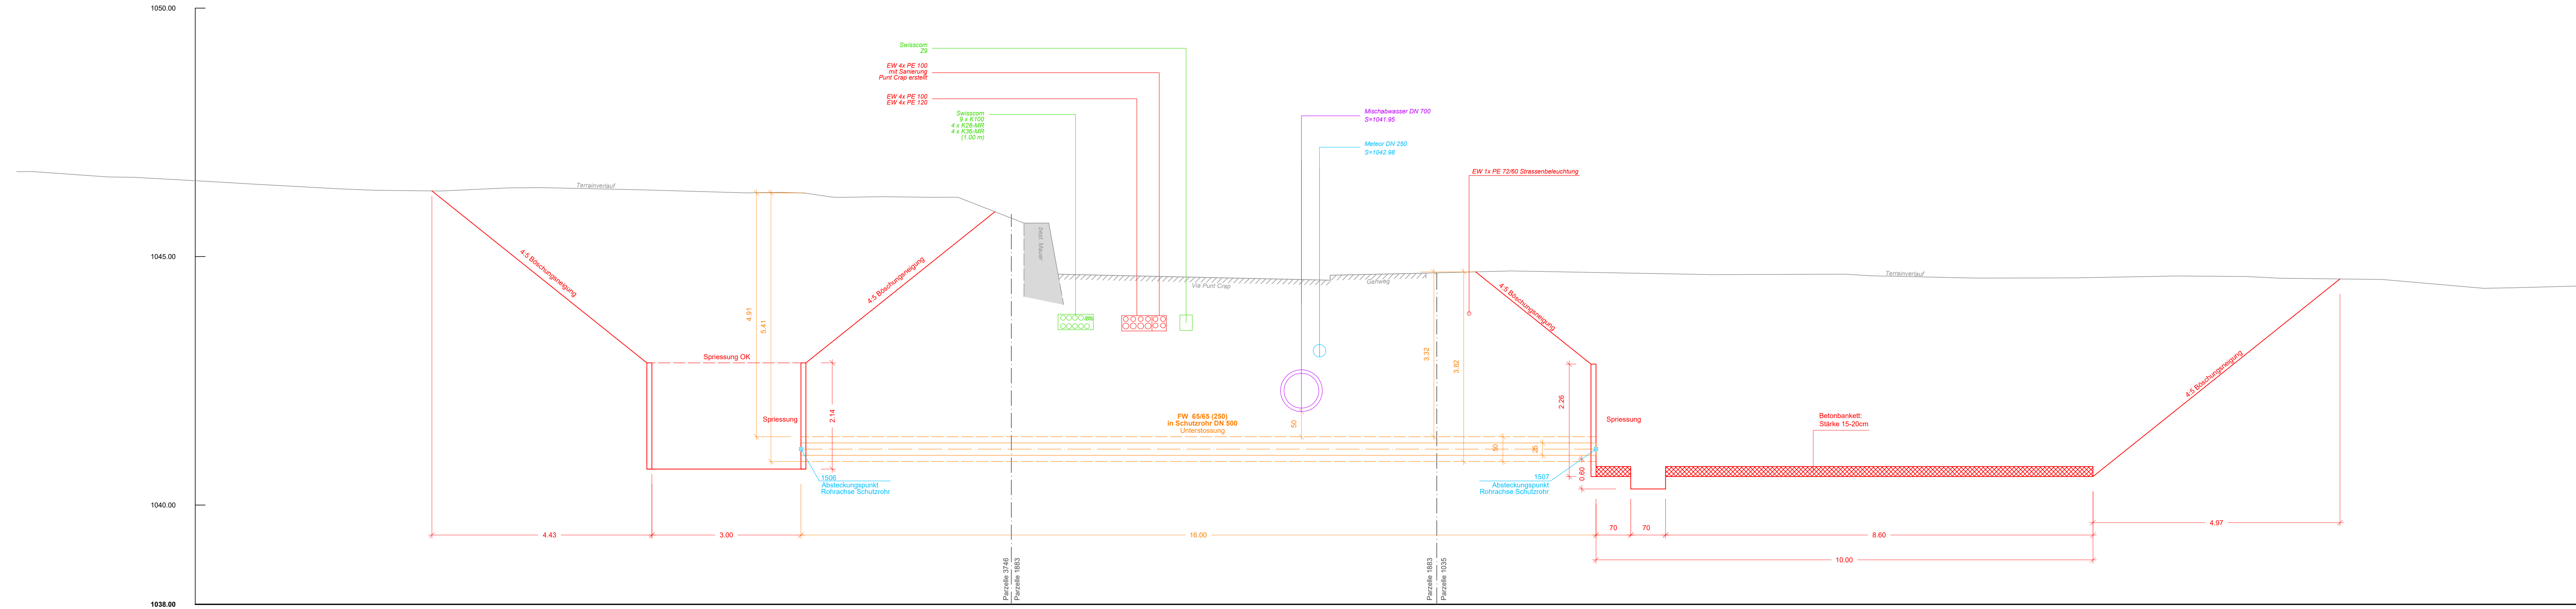 1050.00
1045.00
1040.00
1038.00
Swisscom
Z9
EW 4x PE 100
mit Sanierung
Punt Crap erstellt
EW 4x PE 100
EW 4x PE 120
Swisscom
9 x K100
4 x K28-MR
4 x K36-MR
(1.00 m)
Mischabwasser DN 700
S=1041.95
Meteor DN 250
S=1042.98
EW 1x PE 72/60 Strassenbeleuchtung
Terrainverlauf
best. Mauer
Via Punt Crap
Gehweg
Terrainverlauf
4:5 Böschungsneigung
4:5 Böschungsneigung
4:5 Böschungsneigung
4:5 Böschungsneigung
4.91
5.41
Spriessung OK
Spriessung
2.14
FW 65/65 (250)
in Schutzrohr DN 500
Unterstossung
50
3.32
3.82
50
25
2.26
0.60
Spriessung
Betonbankett:
Stärke 15-20cm
1506
Absteckungspunkt
Rohrachse Schutzrohr
1507
Absteckungspunkt
Rohrachse Schutzrohr
4.43
3.00
16.00
70
70
8.60
10.00
4.97
Parzelle 3746
Parzelle 1883
Parzelle 1883
Parzelle 1035